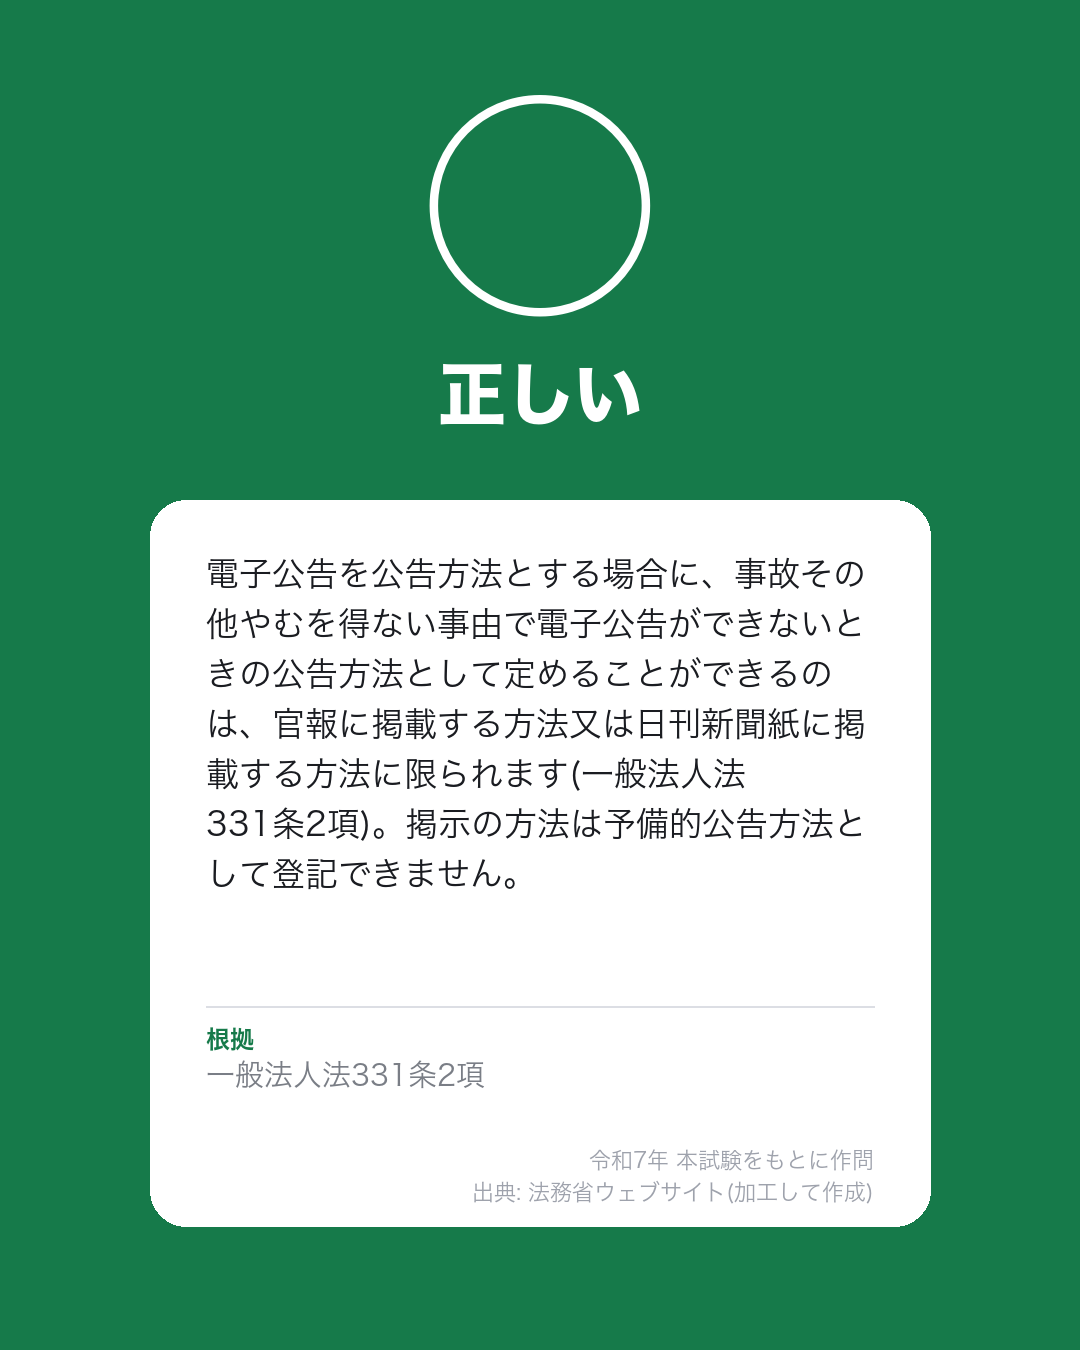 正しい
電子公告を公告方法とする場合に、事故その
他やむを得ない事由で電子公告ができないと
きの公告方法として定めることができるの
は、官報に掲載する方法又は日刊新聞紙に掲
載する方法に限られます(一般法人法
331条2項)。掲示の方法は予備的公告方法と
して登記できません。
根拠
一般法人法331条2項
令和7年 本試験をもとに作問
出典: 法務省ウェブサイト(加工して作成)